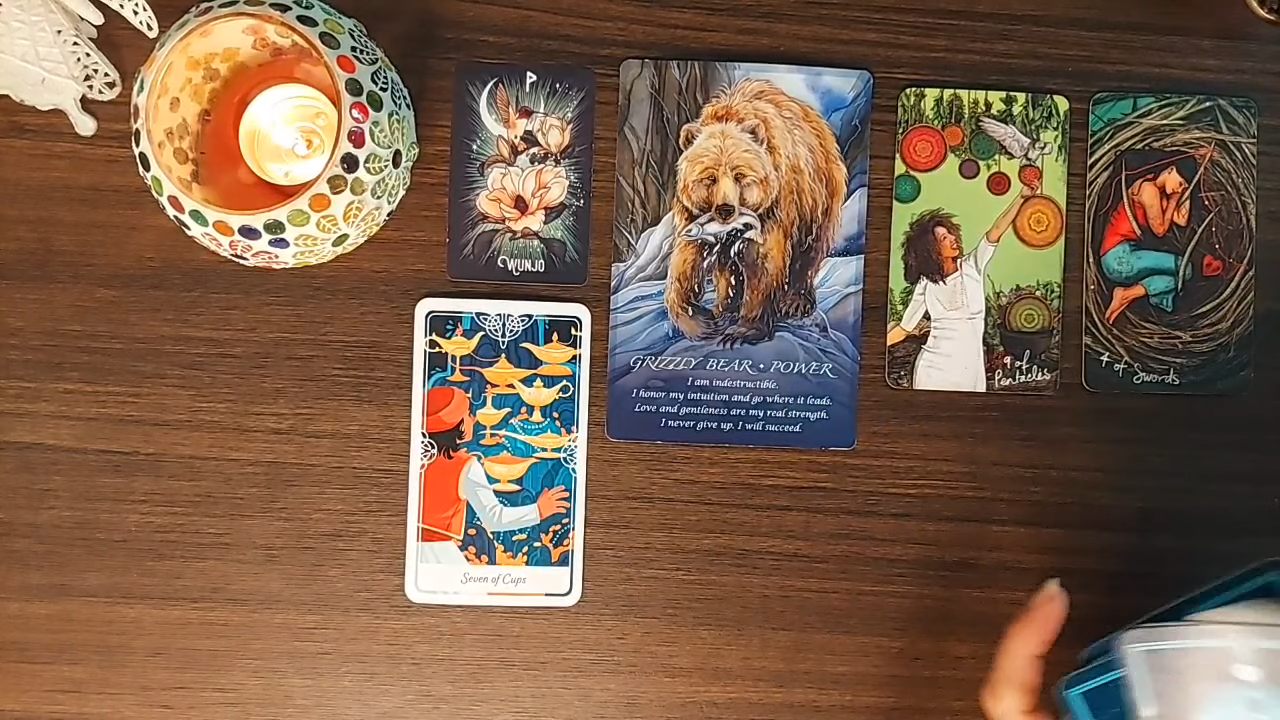 P
WUNJO
GRIZZLY BEAR • POWER
I am indestructible.
I honor my intuition and go where it leads.
Love and gentleness are my real strength.
I never give up. I will succeed.
9 of
Pentacles
4 of Swords
Seven of Cups